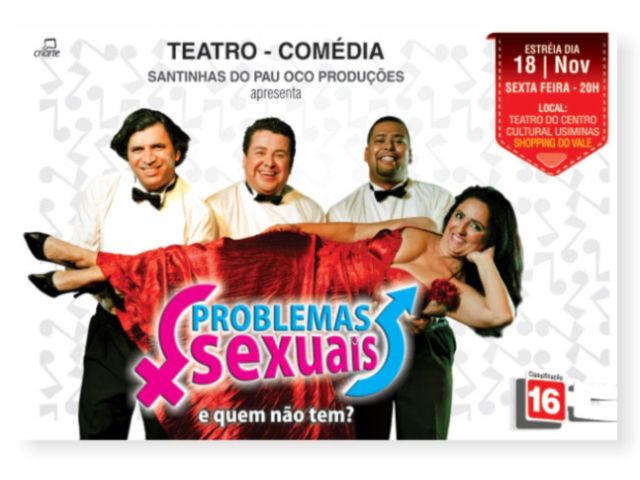 criarte
TEATRO - COMÉDIA
SANTINHAS DO PAU OCO PRODUÇÕES
apresenta
ESTRÉIA DIA
18 | Nov
SEXTA FEIRA - 20H
LOCAL:
TEATRO DO CENTRO
CULTURAL USIMINAS
SHOPPING DO VALE
PROBLEMAS
sexuais
e quem não tem?
Classificação
16